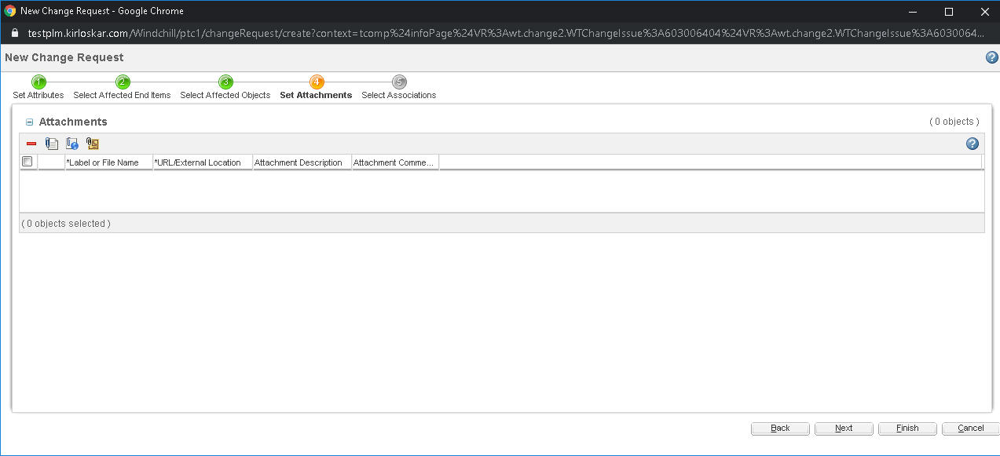 New Change Request - Google Chrome
testplm.kirloskar.com/Windchill/ptc1/changeRequest/create?context=tcomp%24infoPage%24VR%3Awt.change2.WTChangeIssue%3A603006404%24VR%3Awt.change2.WTChangeIssue%3A6030064...
New Change Request
1 2 3 4 5
Set Attributes Select Affected End Items Select Affected Objects Set Attachments Select Associations
Attachments ( 0 objects )
*Label or File Name *URL/External Location Attachment Description Attachment Comme...
( 0 objects selected )
Back Next Finish Cancel